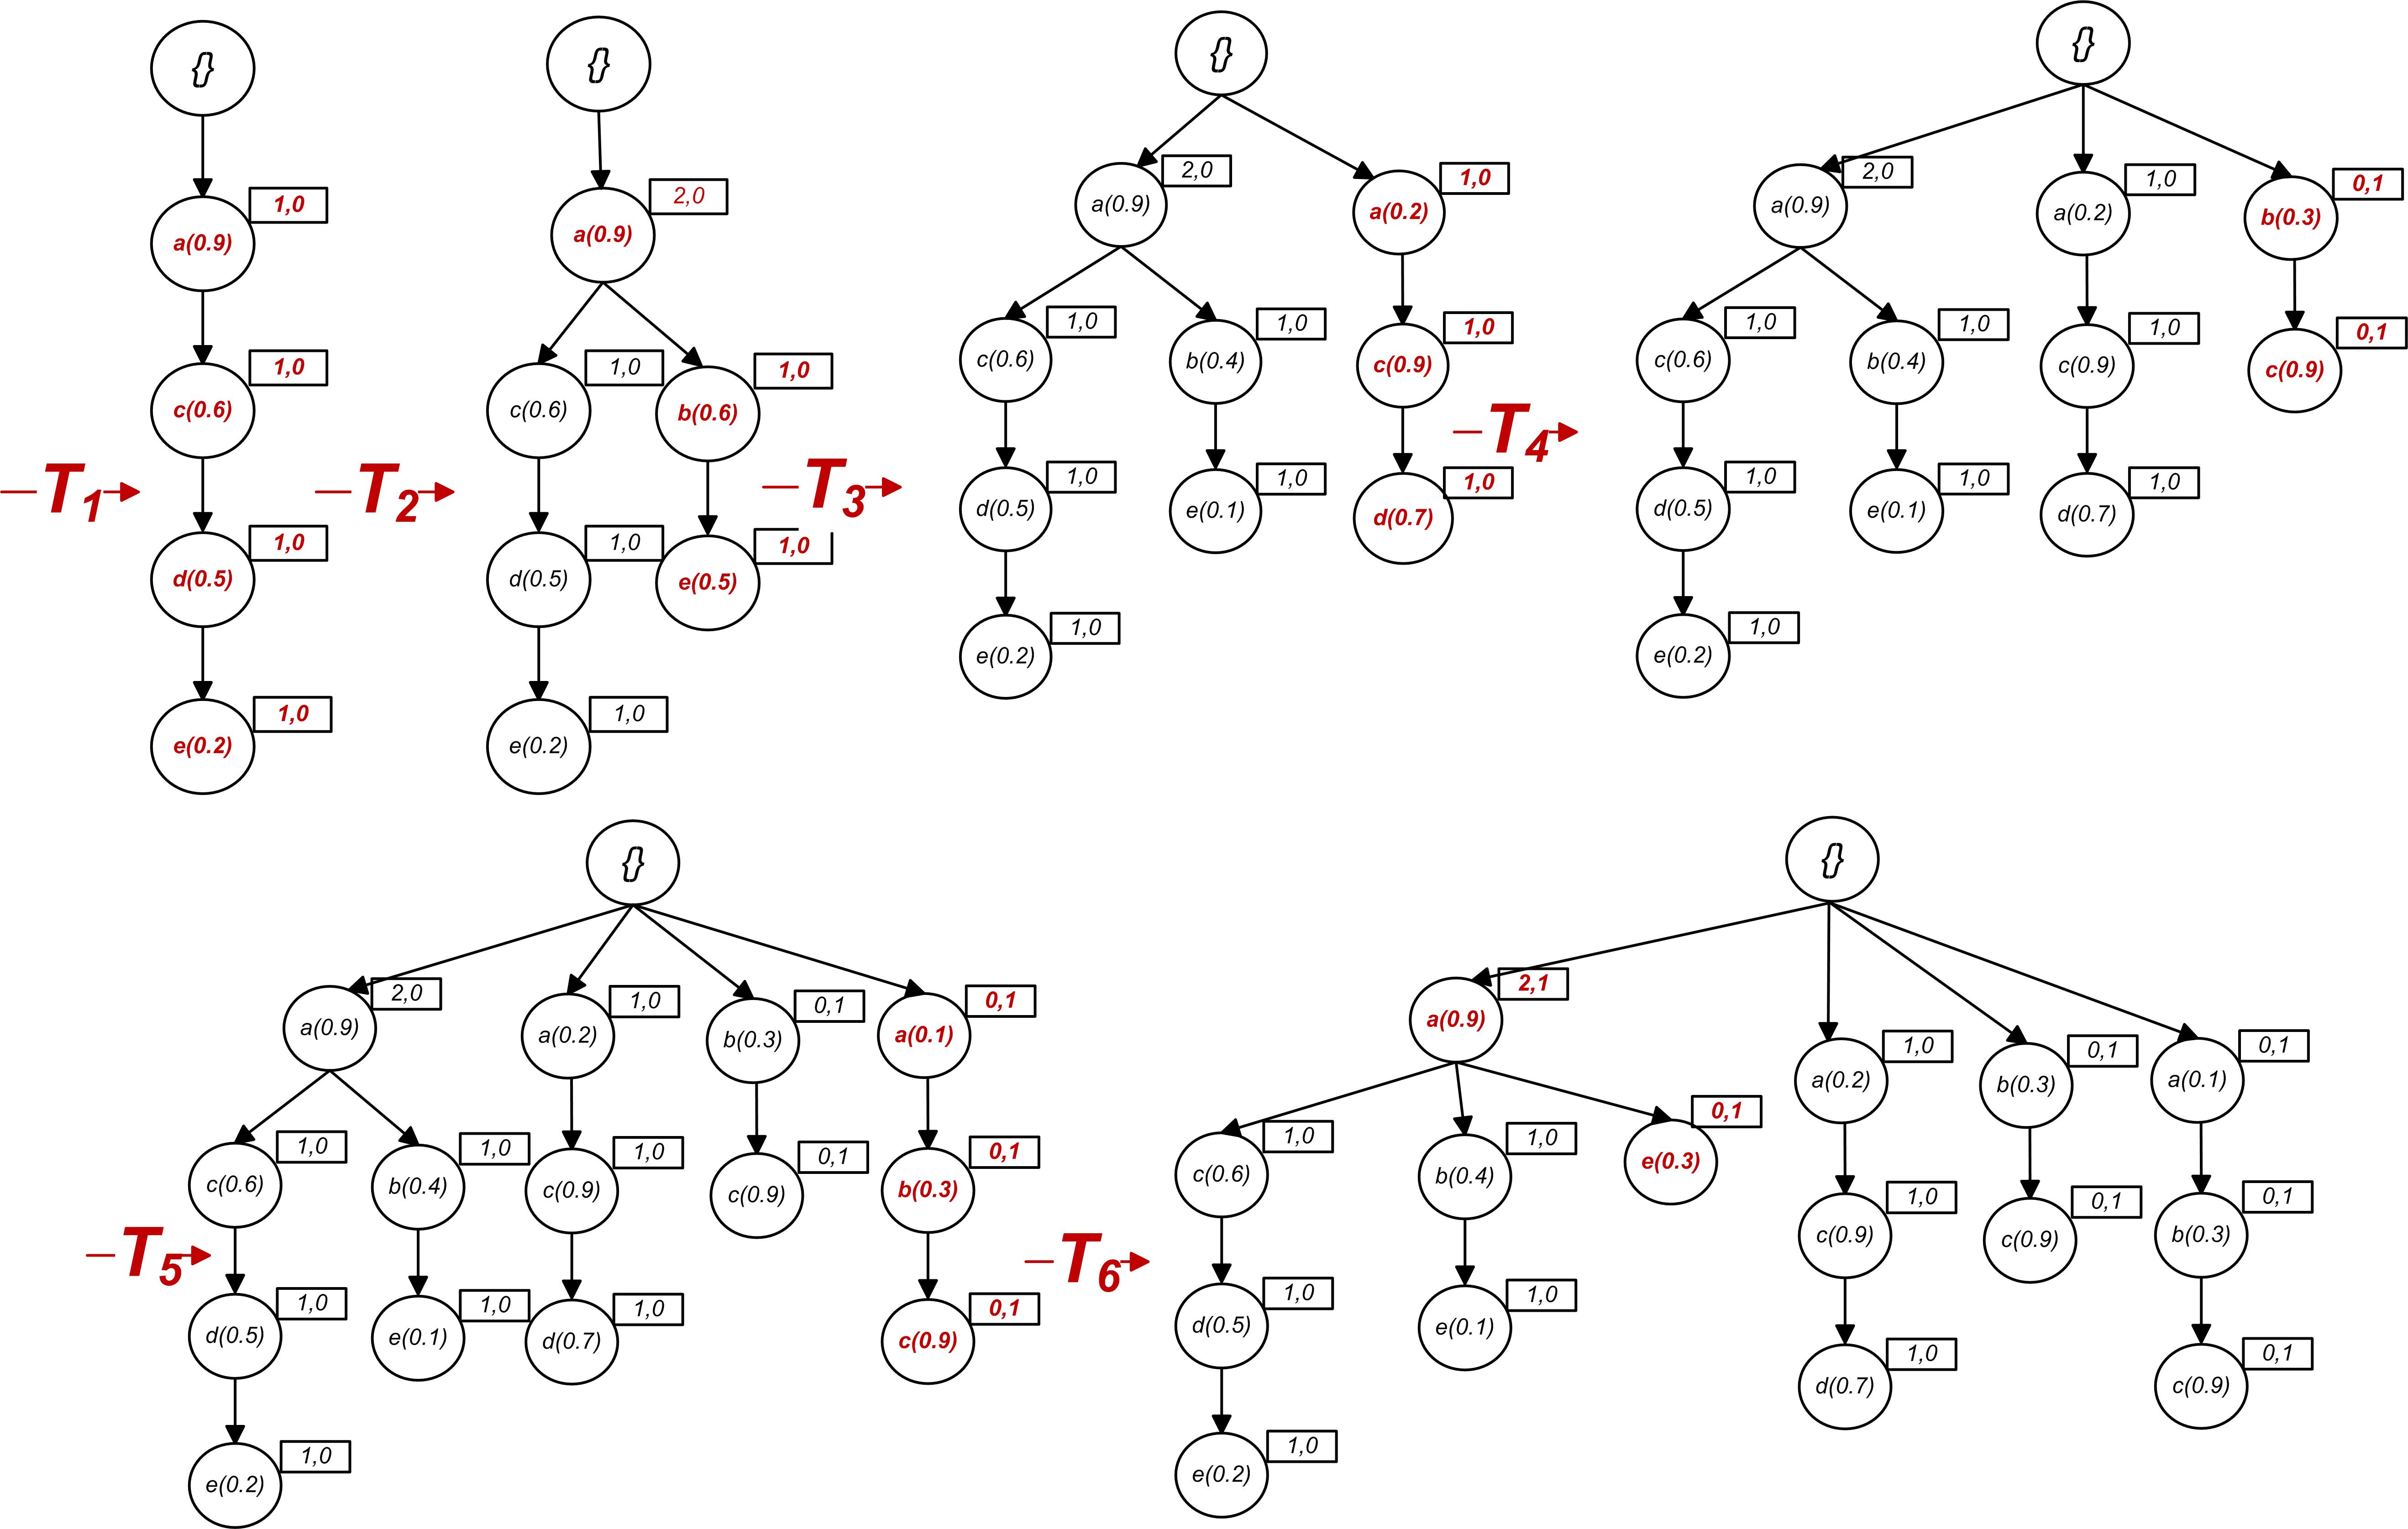 {}
a(0.9)
1,0
c(0.6)
1,0
d(0.5)
1,0
e(0.2)
1,0
T1
{}
a(0.9)
2,0
c(0.6)
1,0
b(0.6)
1,0
d(0.5)
1,0
e(0.5)
1,0
e(0.2)
1,0
T2
{}
a(0.9)
2,0
a(0.2)
1,0
c(0.6)
1,0
b(0.4)
1,0
c(0.9)
1,0
d(0.5)
1,0
e(0.1)
1,0
d(0.7)
1,0
e(0.2)
1,0
T3
{}
a(0.9)
2,0
a(0.2)
1,0
b(0.3)
0,1
c(0.6)
1,0
b(0.4)
1,0
c(0.9)
1,0
c(0.9)
0,1
d(0.5)
1,0
e(0.1)
1,0
d(0.7)
1,0
e(0.2)
1,0
T4
{}
a(0.9)
2,0
a(0.2)
1,0
b(0.3)
0,1
a(0.1)
0,1
c(0.6)
1,0
b(0.4)
1,0
c(0.9)
1,0
c(0.9)
0,1
b(0.3)
0,1
d(0.5)
1,0
e(0.1)
1,0
d(0.7)
1,0
c(0.9)
0,1
e(0.2)
1,0
T5
{}
a(0.9)
2,1
a(0.2)
1,0
b(0.3)
0,1
a(0.1)
0,1
c(0.6)
1,0
b(0.4)
1,0
e(0.3)
0,1
c(0.9)
1,0
c(0.9)
0,1
b(0.3)
0,1
d(0.5)
1,0
e(0.1)
1,0
d(0.7)
1,0
c(0.9)
0,1
e(0.2)
1,0
T6